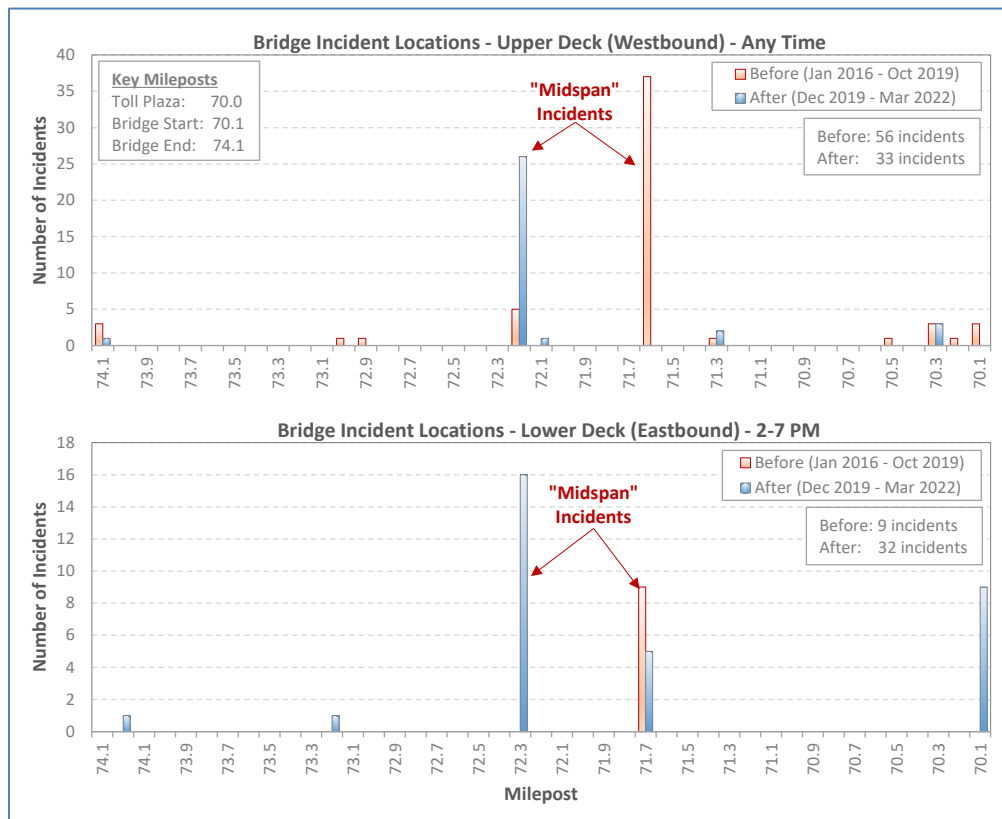 Bridge Incident Locations - Upper Deck (Westbound) - Any Time
Number of Incidents
40
35
30
25
20
15
10
5
0
Key Mileposts
Toll Plaza: 70.0
Bridge Start: 70.1
Bridge End: 74.1
"Midspan"
Incidents
Before (Jan 2016 - Oct 2019)
After (Dec 2019 - Mar 2022)
Before: 56 incidents
After: 33 incidents
74.1 73.9 73.7 73.5 73.3 73.1 72.9 72.7 72.5 72.3 72.1 71.9 71.7 71.5 71.3 71.1 70.9 70.7 70.5 70.3 70.1
Bridge Incident Locations - Lower Deck (Eastbound) - 2-7 PM
Number of Incidents
18
16
14
12
10
8
6
4
2
0
"Midspan"
Incidents
Before (Jan 2016 - Oct 2019)
After (Dec 2019 - Mar 2022)
Before: 9 incidents
After: 32 incidents
74.1 74.1 73.9 73.7 73.5 73.3 73.1 72.9 72.7 72.5 72.3 72.1 71.9 71.7 71.5 71.3 71.1 70.9 70.7 70.5 70.3 70.1
Milepost